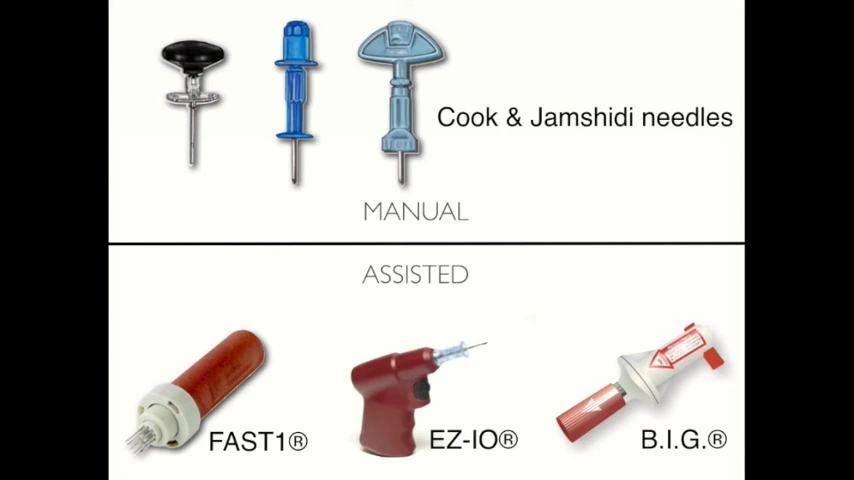 Cook & Jamshidi needles
MANUAL
ASSISTED
FAST1®
EZ-IO®
B.I.G.®